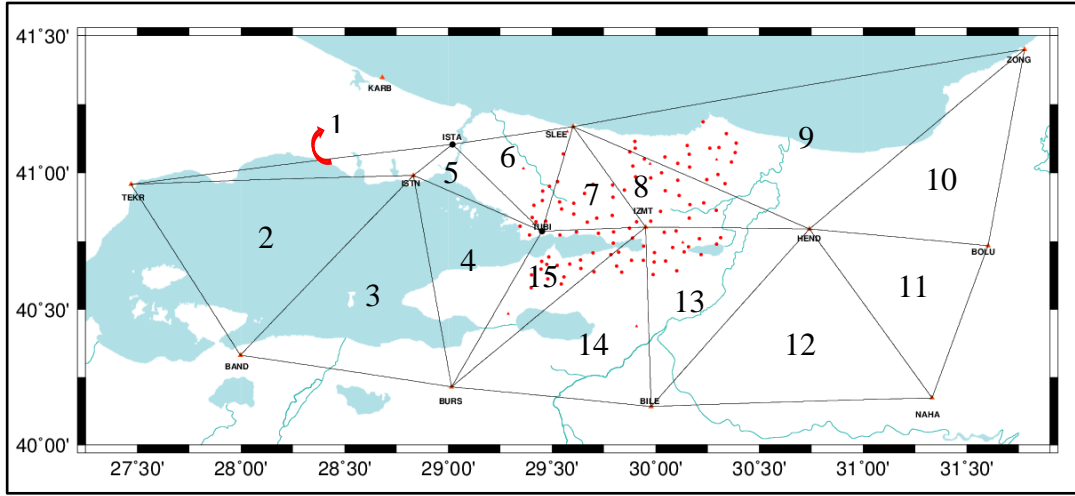 41˚30'
ZONG
KARB
1
ISTA
SLEE
9
41˚00'
6
5
7
8
10
TEKR
ISTN
IZMT
TUBI
HEND
2
4
BOLU
15
11
3
13
40˚30'
14
12
BAND
BURS
BILE
NAHA
40˚00'
27˚30' 28˚00' 28˚30' 29˚00' 29˚30' 30˚00' 30˚30' 31˚00' 31˚30'